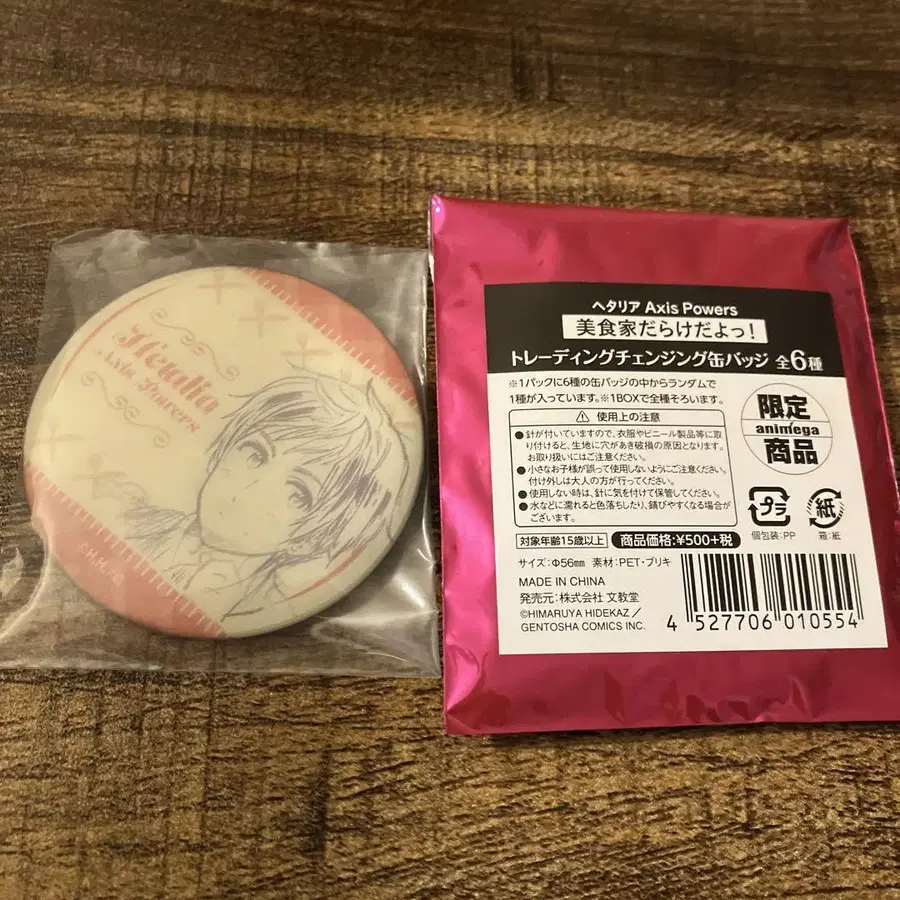 Hetalia
Axis Powers
©H.H/G
ヘタリア Axis Powers
美食家だらけだよっ!
トレーディングチェンジング缶バッジ 全6種
※1パックに6種の缶バッジの中からランダムで
1種が入っています。※1BOXで全種そろいます。
限定
animega
商品
⚠ 使用上の注意
●針が付いていますので、衣服やビニール製品等に取
り付けると、生地に穴があき破損の原因となります。
お取り扱いにはご注意ください。
●小さなお子様が誤って使用しないようにご注意ください。
付け外しは大人の方が行ってください。
●使用しない時は、針に気を付けて保管してください。
●水などに濡れると色落ちしたり、錆びやすくなる場合が
ございます。
プラ
個包装:PP
紙
箱:紙
対象年齢15歳以上
商品価格:¥500+税
サイズ:Φ56mm 素材:PET・ブリキ
MADE IN CHINA
発売元:株式会社 文教堂
©HIMARUYA HIDEKAZ/
GENTOSHA COMICS INC.
4 527706 010554